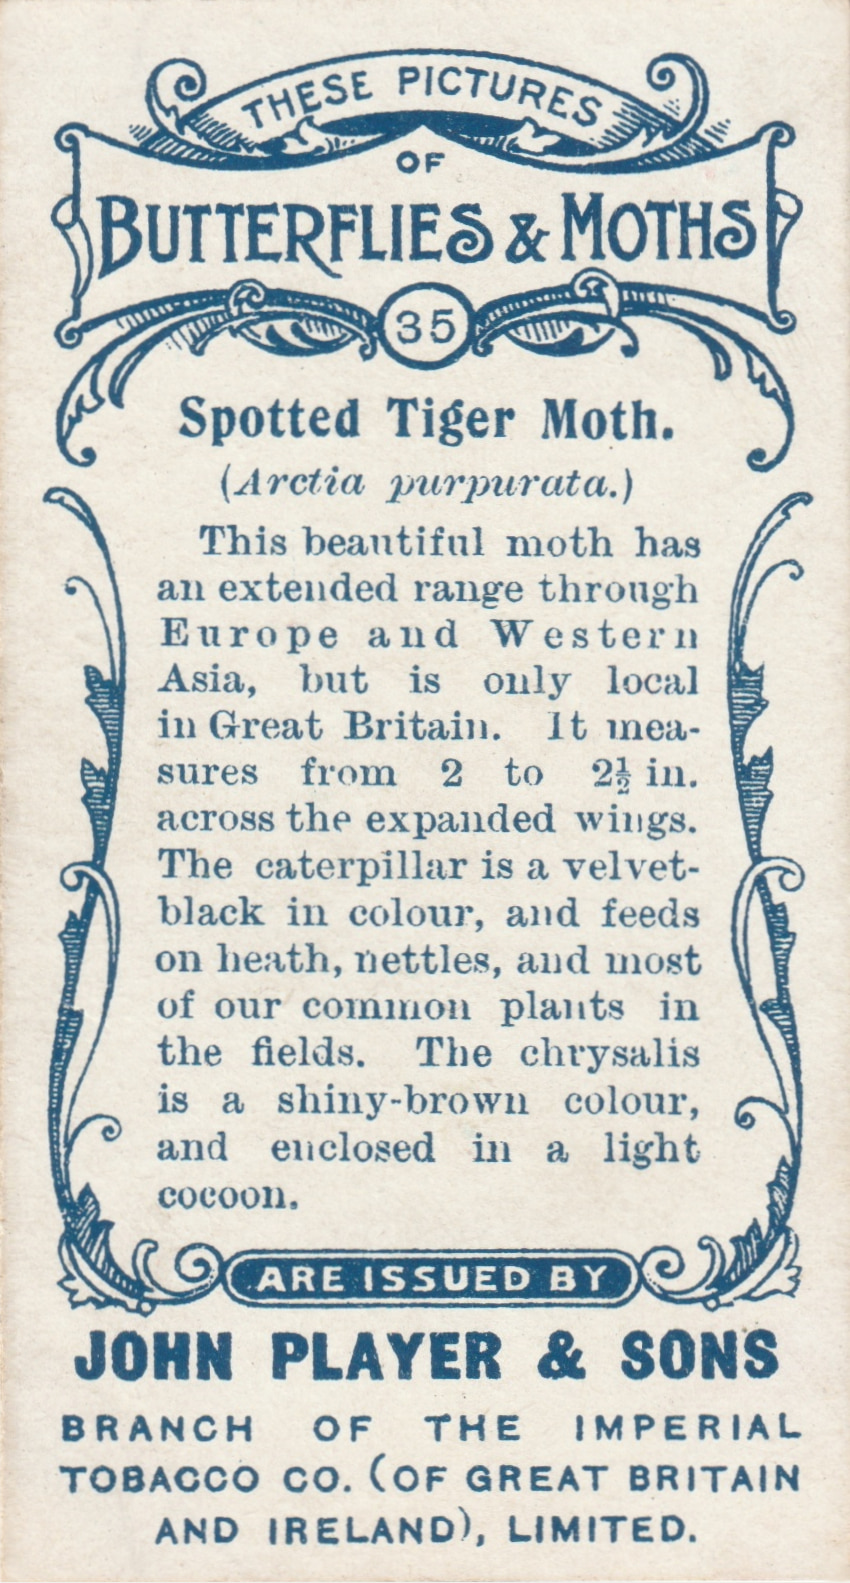 THESE PICTURES
OF
BUTTERFLIES & MOTHS
35
Spotted Tiger Moth.
(Arctia purpurata.)
This beautiful moth has
an extended range through
Europe and Western
Asia, but is only local
in Great Britain. It mea-
sures from 2 to 2½ in.
across the expanded wings.
The caterpillar is a velvet-
black in colour, and feeds
on heath, nettles, and most
of our common plants in
the fields. The chrysalis
is a shiny-brown colour,
and enclosed in a light
cocoon.
ARE ISSUED BY
JOHN PLAYER & SONS
BRANCH OF THE IMPERIAL
TOBACCO CO. (OF GREAT BRITAIN
AND IRELAND), LIMITED.